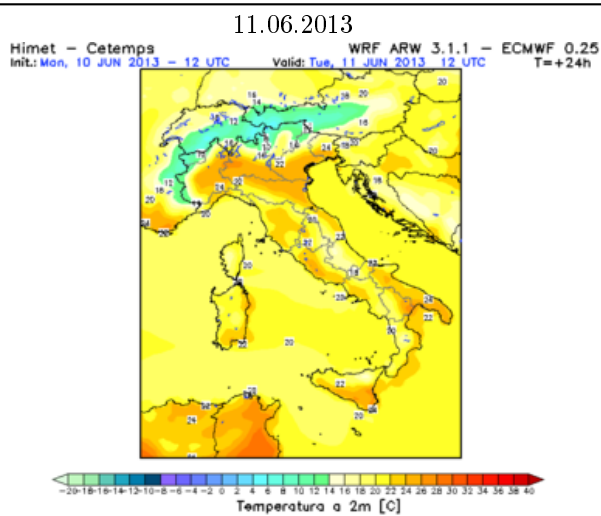 11.06.2013
Himet – Cetemps WRF ARW 3.1.1 – ECMWF 0.25
Init.: Mon, 10 JUN 2013 – 12 UTC Valid: Tue, 11 JUN 2013 12 UTC T=+24h
-20-18-16-14-12-10-8 -6 -4 -2 0 2 4 6 8 10 12 14 16 18 20 22 24 26 28 30 32 34 36 38 40
Temperatura a 2m [C]